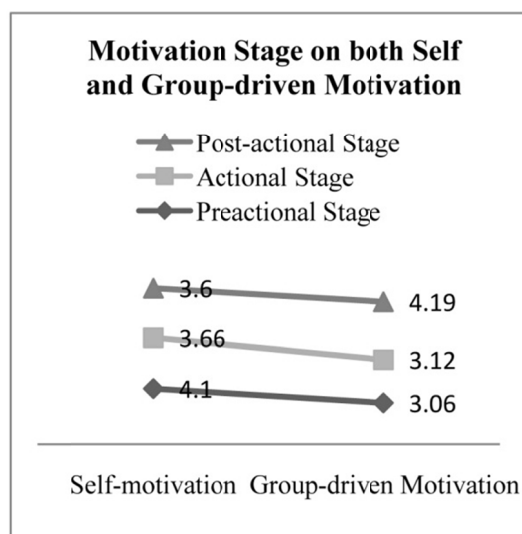 Motivation Stage on both Self
and Group-driven Motivation
Post-actional Stage
Actional Stage
Preactional Stage
3.6
4.19
3.66
3.12
4.1
3.06
Self-motivation Group-driven Motivation